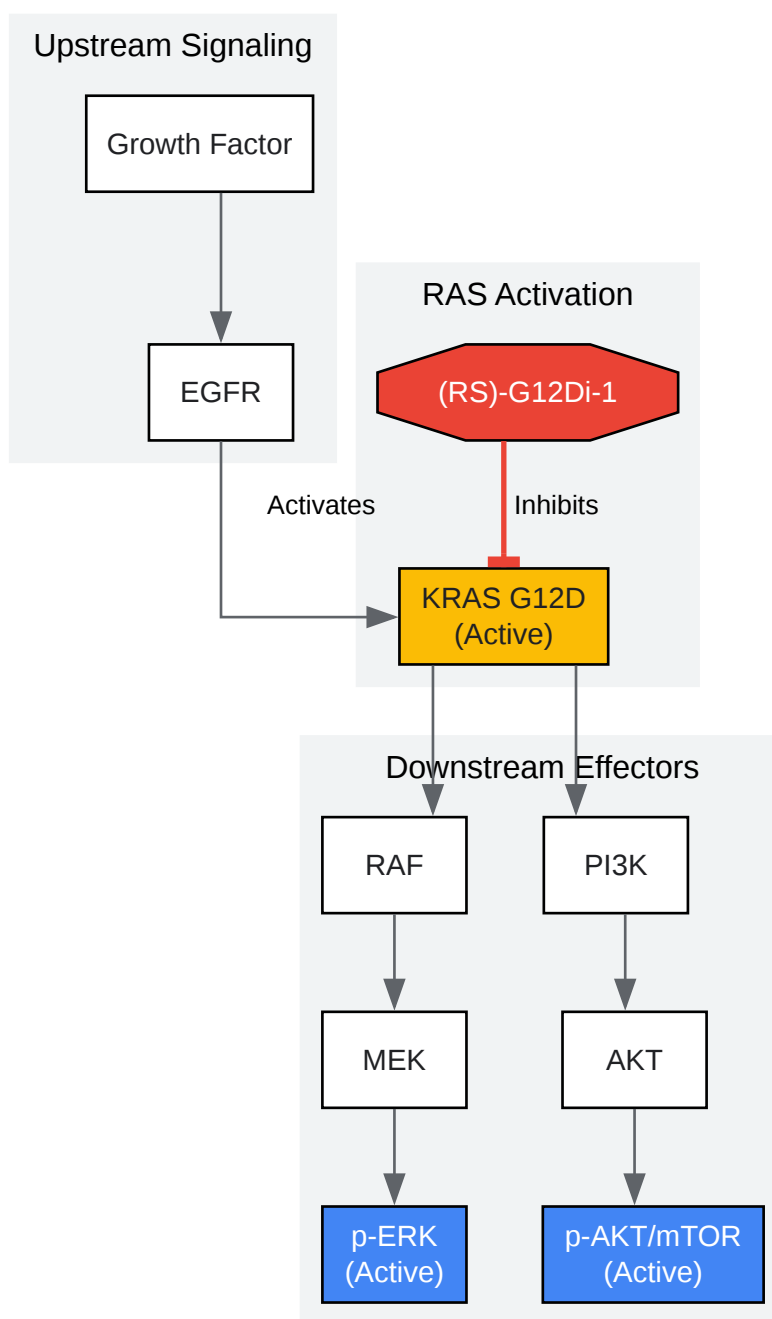 Upstream Signaling
Growth Factor
EGFR
RAS Activation
(RS)-G12Di-1
Activates
Inhibits
KRAS G12D
(Active)
Downstream Effectors
RAF
PI3K
MEK
AKT
p-ERK
(Active)
p-AKT/mTOR
(Active)